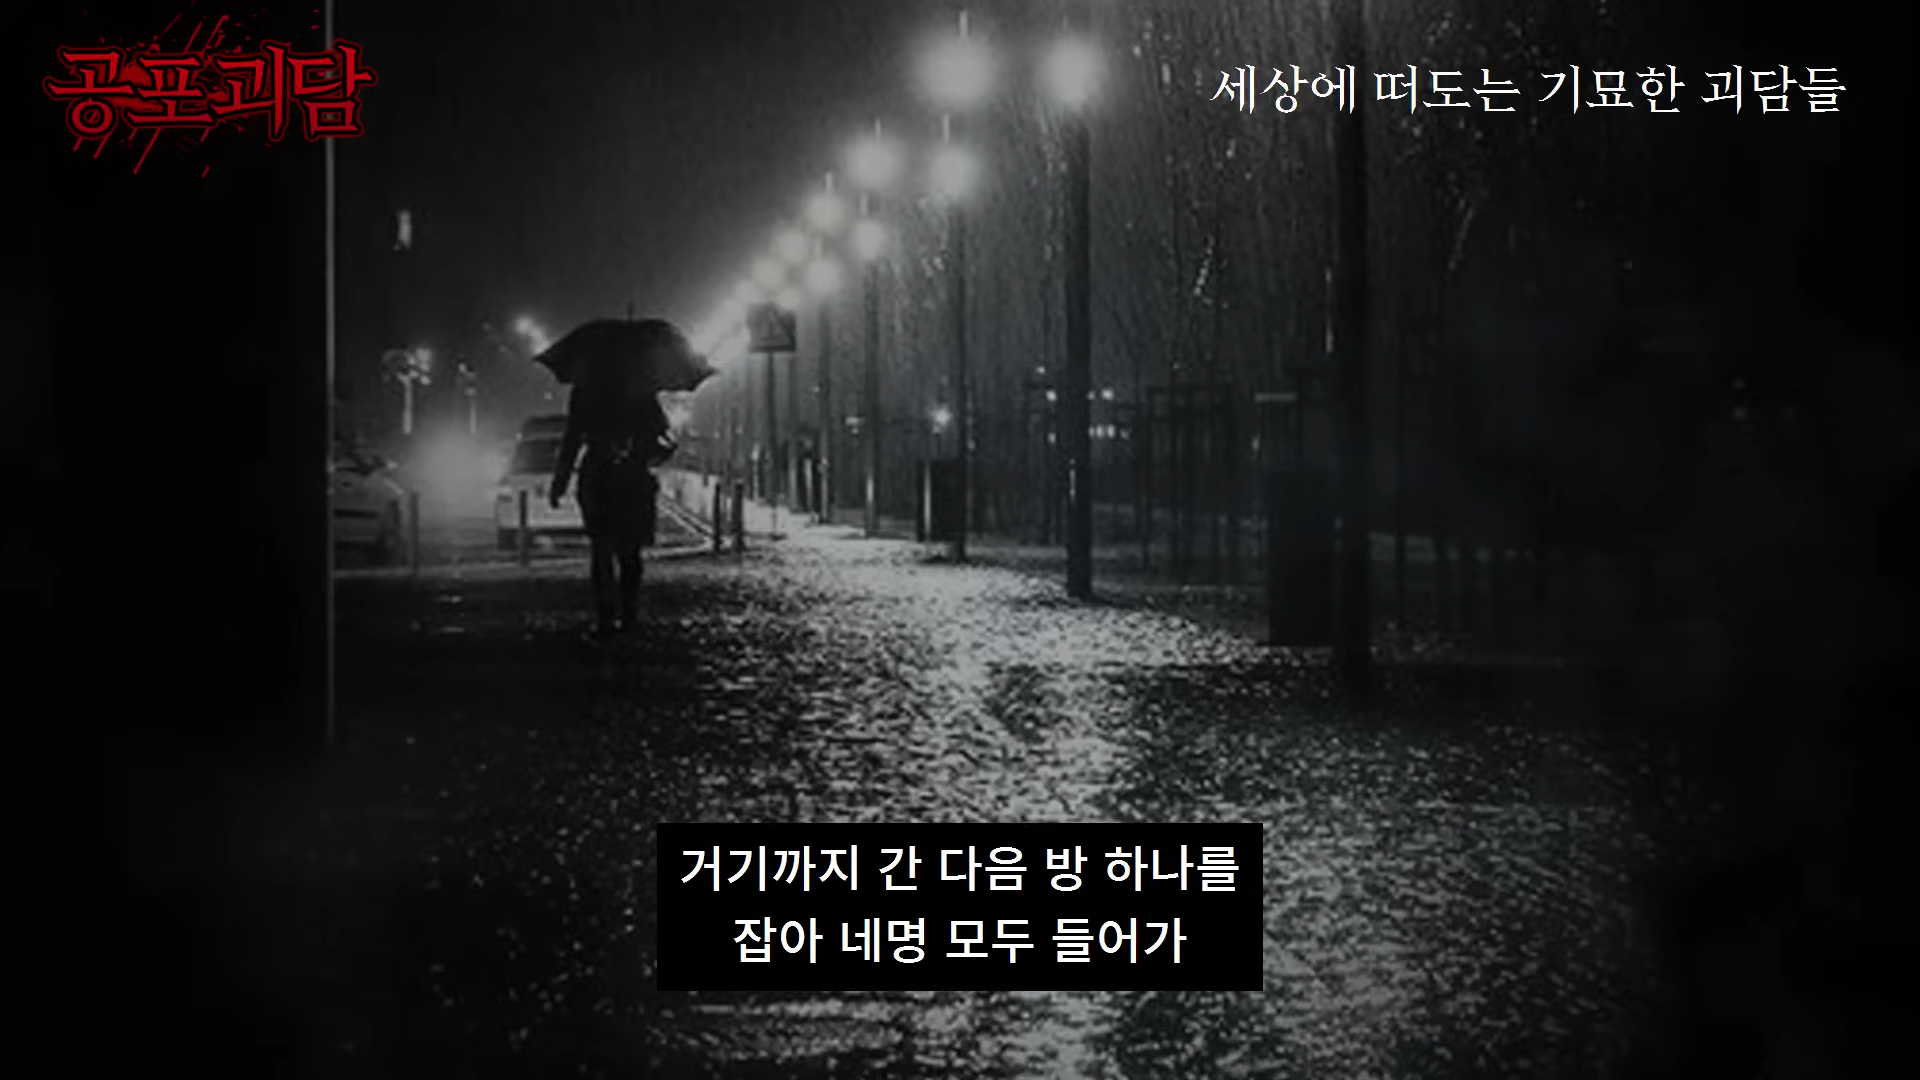 공포괴담
세상에 떠도는 기묘한 괴담들
거기까지 간 다음 방 하나를
잡아 네명 모두 들어가